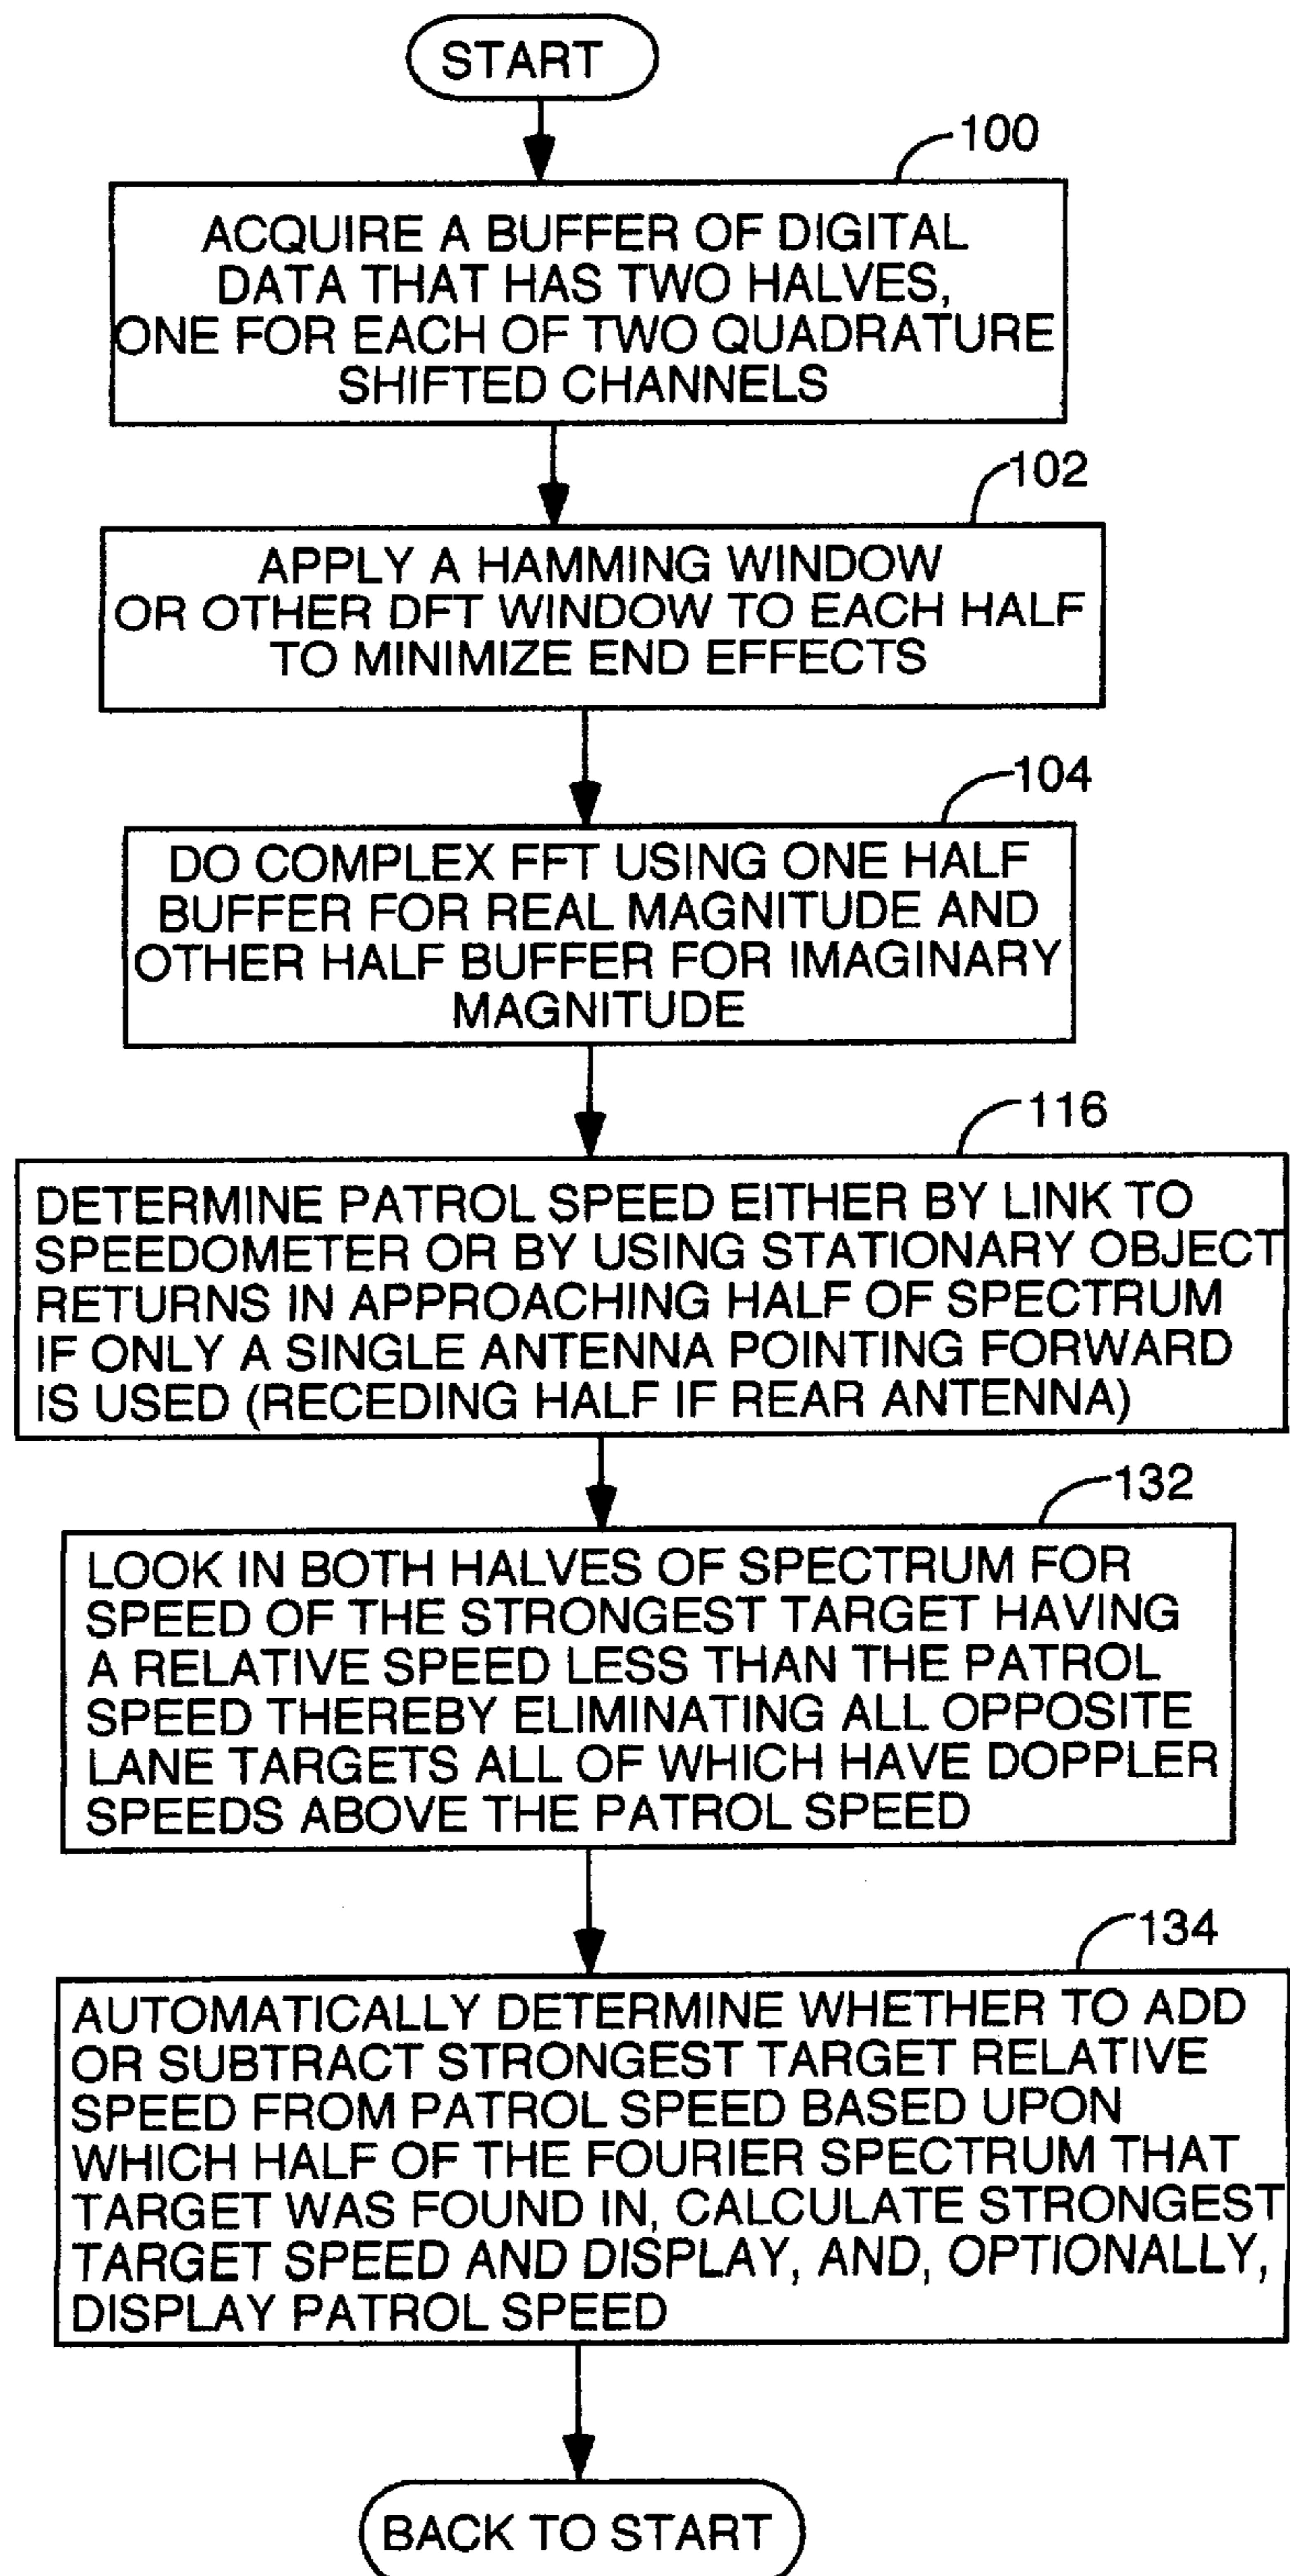 START
100
ACQUIRE A BUFFER OF DIGITAL
DATA THAT HAS TWO HALVES,
ONE FOR EACH OF TWO QUADRATURE
SHIFTED CHANNELS
102
APPLY A HAMMING WINDOW
OR OTHER DFT WINDOW TO EACH HALF
TO MINIMIZE END EFFECTS
104
DO COMPLEX FFT USING ONE HALF
BUFFER FOR REAL MAGNITUDE AND
OTHER HALF BUFFER FOR IMAGINARY
MAGNITUDE
116
DETERMINE PATROL SPEED EITHER BY LINK TO
SPEEDOMETER OR BY USING STATIONARY OBJECT
RETURNS IN APPROACHING HALF OF SPECTRUM
IF ONLY A SINGLE ANTENNA POINTING FORWARD
IS USED (RECEDING HALF IF REAR ANTENNA)
132
LOOK IN BOTH HALVES OF SPECTRUM FOR
SPEED OF THE STRONGEST TARGET HAVING
A RELATIVE SPEED LESS THAN THE PATROL
SPEED THEREBY ELIMINATING ALL OPPOSITE
LANE TARGETS ALL OF WHICH HAVE DOPPLER
SPEEDS ABOVE THE PATROL SPEED
134
AUTOMATICALLY DETERMINE WHETHER TO ADD
OR SUBTRACT STRONGEST TARGET RELATIVE
SPEED FROM PATROL SPEED BASED UPON
WHICH HALF OF THE FOURIER SPECTRUM THAT
TARGET WAS FOUND IN, CALCULATE STRONGEST
TARGET SPEED AND DISPLAY, AND, OPTIONALLY,
DISPLAY PATROL SPEED
BACK TO START